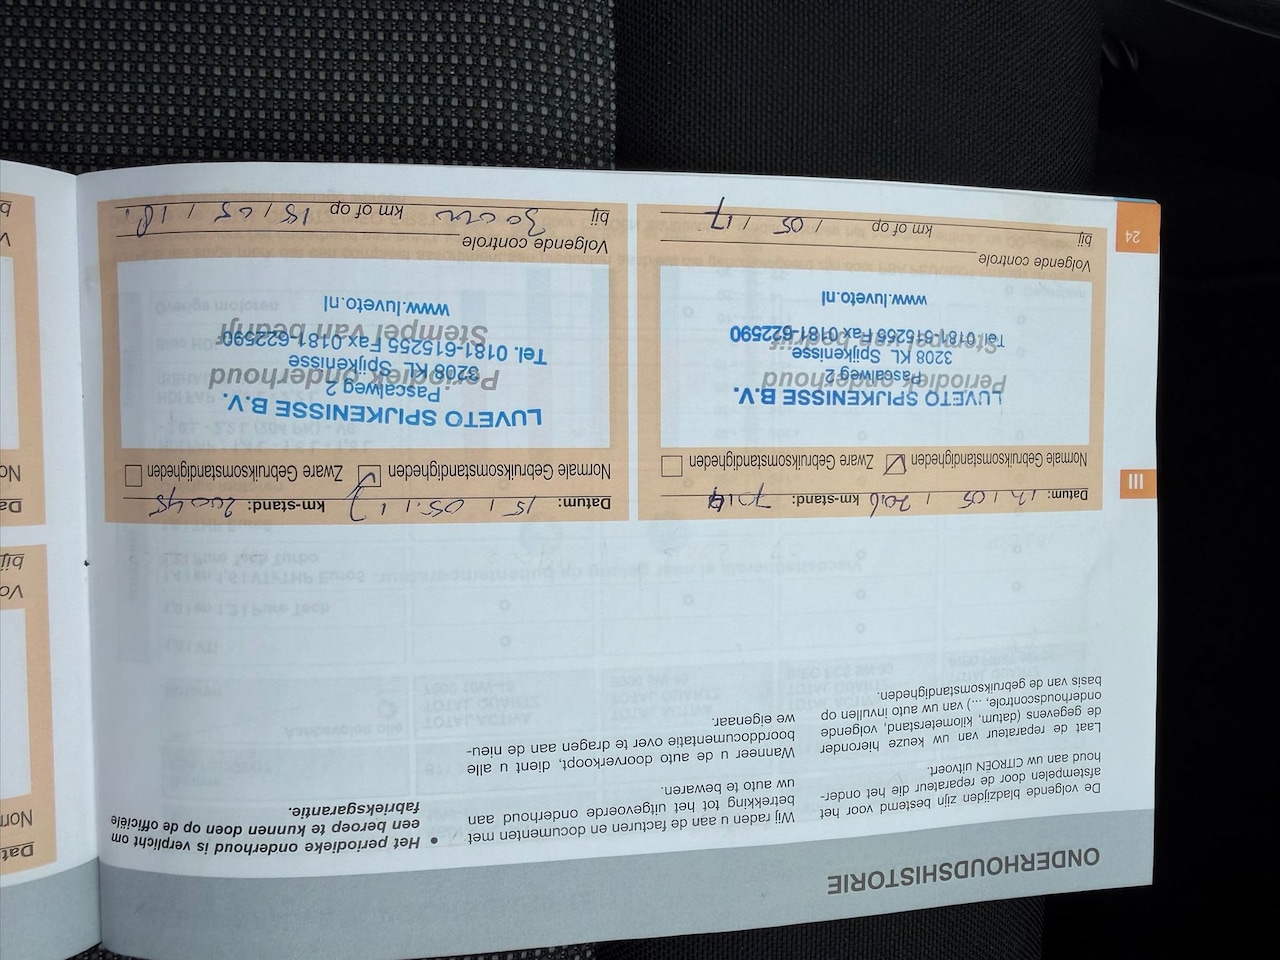 ONDERHOUDSHISTORIE
De volgende bladzijden zijn bestemd voor het
afstempelen door de reparateur die het onder-
houd aan uw CITROËN uitvoert.
Laat de reparateur van uw keuze hieronder
de gegevens (datum, kilometerstand, volgende
onderhoudscontrole, ...) van uw auto invullen op
basis van de gebruiksomstandigheden.
Wij raden u aan de facturen en documenten met
betrekking tot het uitgevoerde onderhoud aan
uw auto te bewaren.
Wanneer u de auto doorverkoopt, dient u alle
boorddocumentatie over te dragen aan de nieu-
we eigenaar.
• Het periodieke onderhoud is verplicht om
een beroep te kunnen doen op de officiële
fabrieksgarantie.
III
Datum: / 05 / 2016 km-stand:
Normale Gebruiksomstandigheden Zware Gebruiksomstandigheden
Periodiek onderhoud
Stempel van bedrijf
LUVETO SPIJKENISSE B.V.
Pascalweg 2
3208 KL Spijkenisse
Tel. 0181-615255 Fax.0181-622590
www.luveto.nl
Volgende controle
bij km of op / 05 / 17
Datum: 15 / 05 / 17 km-stand: 20045
Normale Gebruiksomstandigheden Zware Gebruiksomstandigheden
Periodiek onderhoud
Stempel van bedrijf
LUVETO SPIJKENISSE B.V.
Pascalweg 2
3208 KL Spijkenisse
Tel. 0181-615255 Fax.0181-622590
www.luveto.nl
Volgende controle
bij km of op 15 / 05 / 18
24